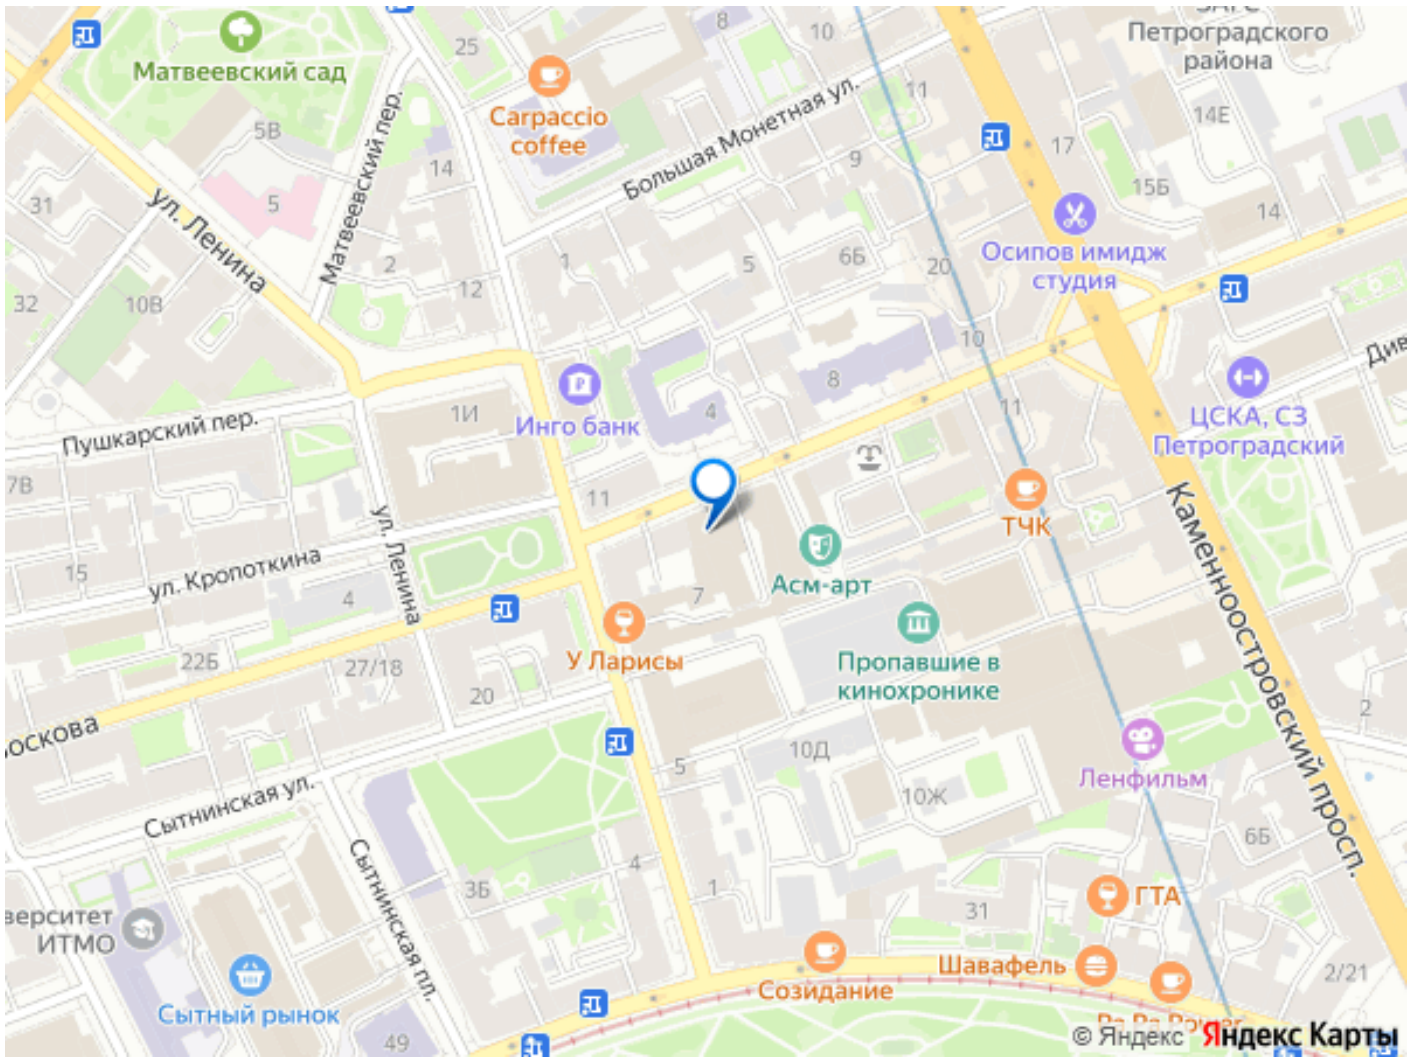 Петроградского
района
8
10
25
Матвеевский сад
Carpaccio
coffee
Большая Монетная ул.
11
14Е
17
5В
Матвеевский пер.
14
9
15Б
31
5
ул. Ленина
14
2
1
5
6Б
20
Осипов имидж
студия
32
10В
12
10
Див
8
11
ЦСКА, СЗ
Петроградский
Инго банк
4
1И
Пушкарский пер.
7В
11
ТЧК
Каменноостровский просп.
ул. Ленина
ул. Кропоткина
15
4
Асм-арт
7
У Ларисы
Пропавшие в
кинохронике
22Б
27/18
20
2
оскова
5
10Д
Ленфильм
10Ж
Сытнинская ул.
6Б
4
3Б
1
Сытнинская пл.
31
ГТА
верситет
ИТМО
Шавафель
Созидание
2/21
Сытный рынок
49
© Яндекс Яндекс Карты